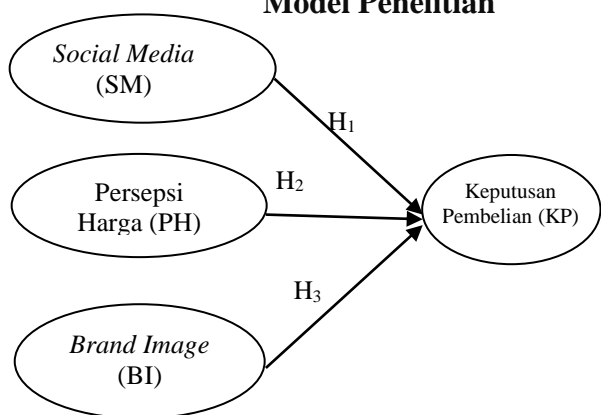 Model Penelitian
Social Media
(SM)
H₁
Persepsi
Harga (PH)
H₂
Keputusan
Pembelian (KP)
H₃
Brand Image
(BI)